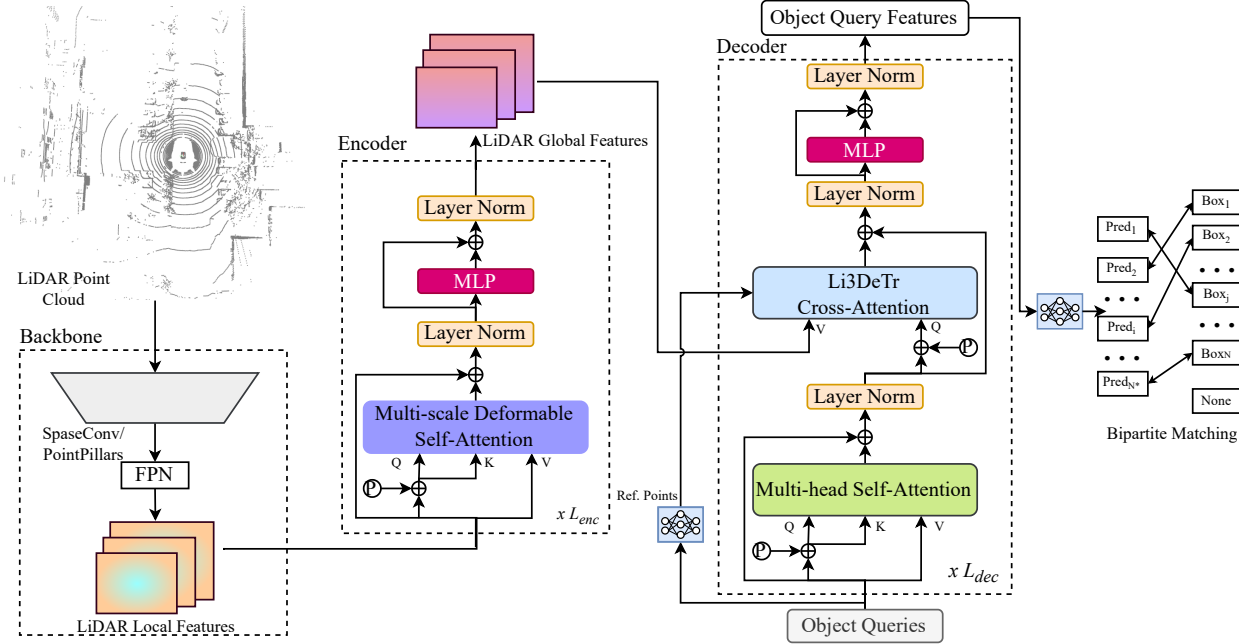 LiDAR Point
Cloud
Backbone
SpaseConv/
PointPillars
FPN
LiDAR Local Features
Encoder
LiDAR Global Features
Layer Norm
MLP
Layer Norm
Multi-scale Deformable
Self-Attention
Q
K
V
P
x L_enc
Object Query Features
Decoder
Layer Norm
MLP
Layer Norm
Li3DeTr
Cross-Attention
V
Q
P
Layer Norm
Multi-head Self-Attention
Q
K
V
P
x L_dec
Ref. Points
Object Queries
Pred_1
Pred_2
• • •
Pred_i
• • •
Pred_N*
Box_1
Box_2
• • •
Box_j
• • •
Box_N
None
Bipartite Matching